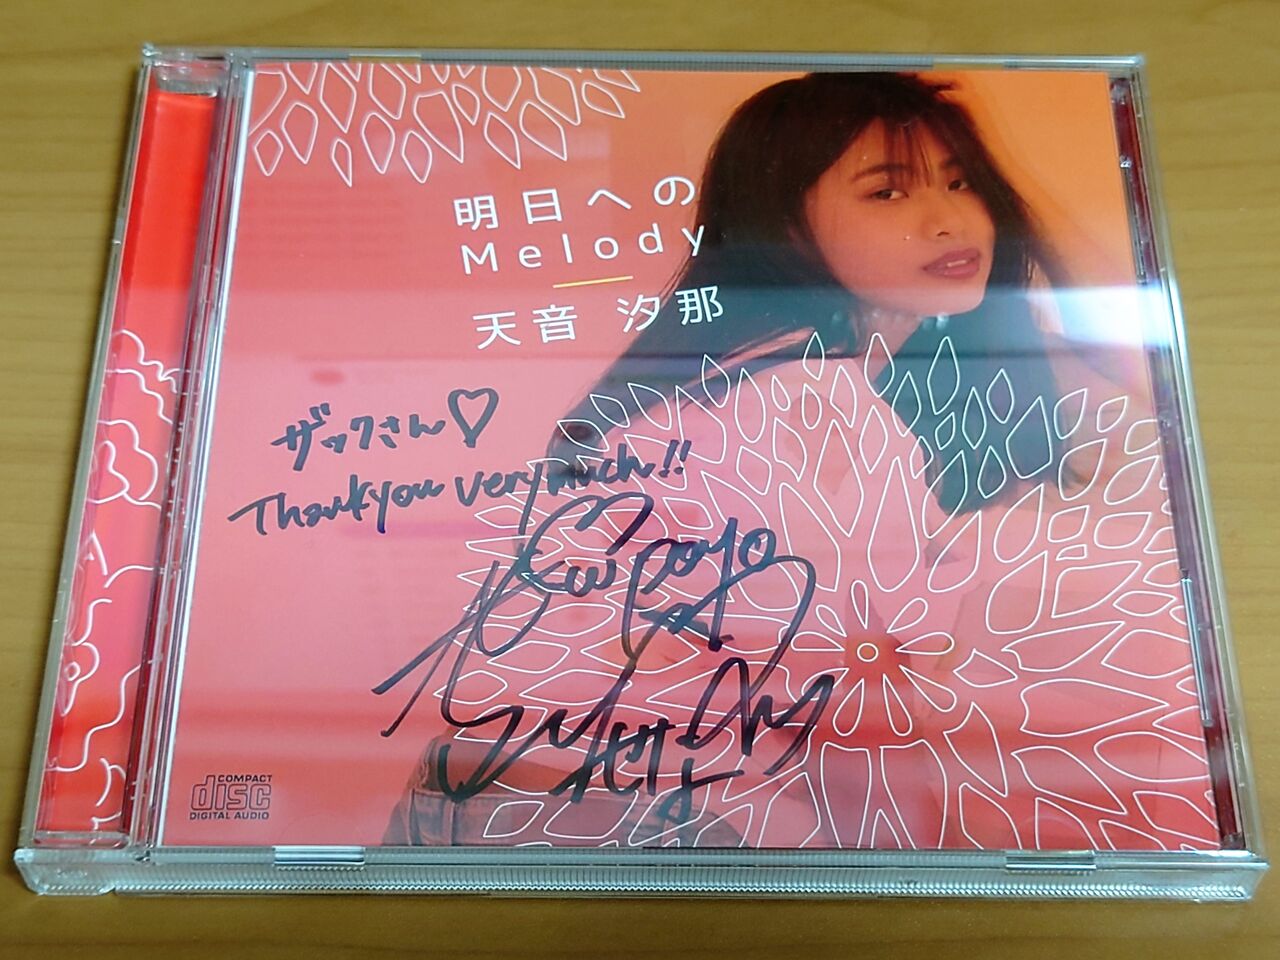 明日への
Melody
天音 汐那
ザックさん♡
Thank you very much!!
COMPACT
disc
DIGITAL AUDIO